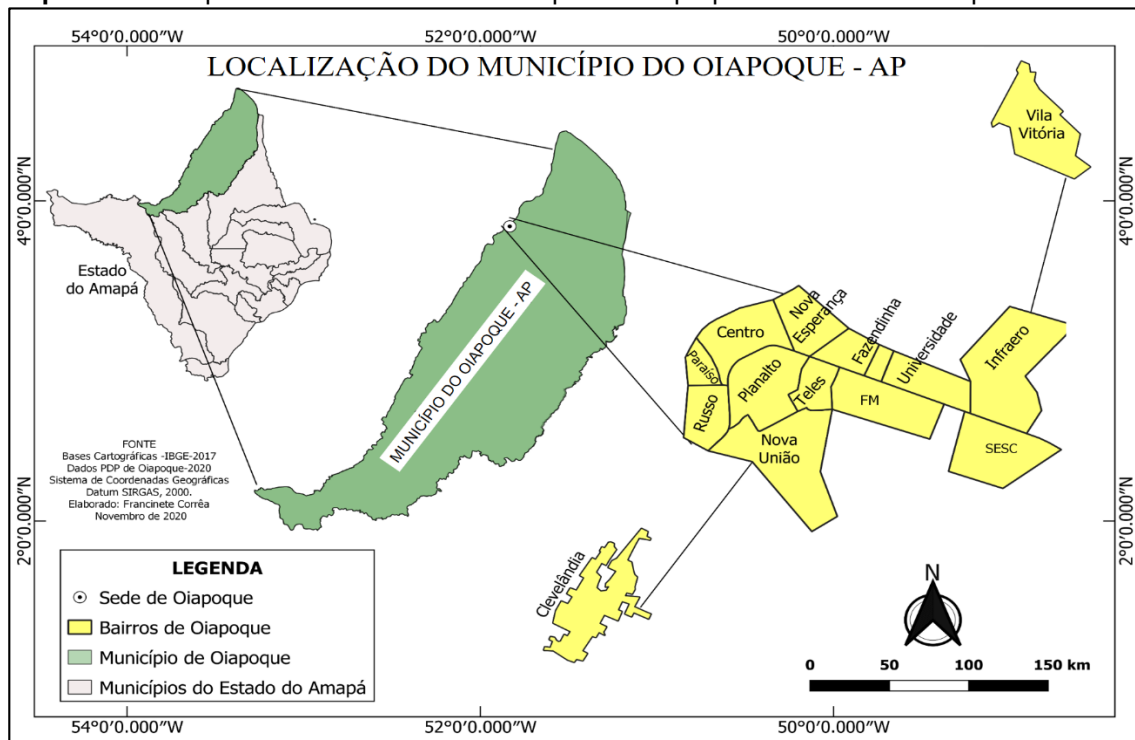 54°0′0.000″W
52°0′0.000″W
50°0′0.000″W
LOCALIZAÇÃO DO MUNICÍPIO DO OIAPOQUE - AP
4°0′0.000″N
4°0′0.000″N
2°0′0.000″N
2°0′0.000″N
Estado
do Amapá
MUNICÍPIO DO OIAPOQUE - AP
Vila
Vitória
Centro
Nova
Esperança
Fazendinha
Universidade
Infraero
Paraíso
Planalto
Teles
FM
Russo
Nova
União
SESC
Clevelândia
FONTE
Bases Cartográficas -IBGE-2017
Dados PDP de Oiapoque-2020
Sistema de Coordenadas Geográficas
Datum SIRGAS, 2000.
Elaborado: Francinete Corrêa
Novembro de 2020
LEGENDA
Sede de Oiapoque
Bairros de Oiapoque
Município de Oiapoque
Municípios do Estado do Amapá
N
0 50 100 150 km
54°0′0.000″W
52°0′0.000″W
50°0′0.000″W